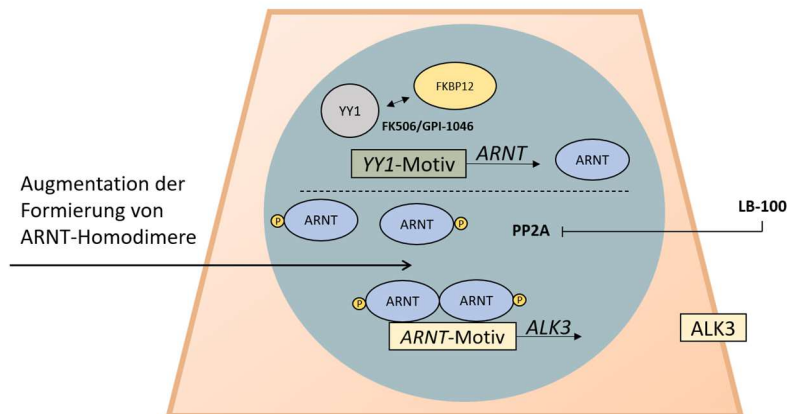 FKBP12
YY1
FK506/GPI-1046
YY1-Motiv
ARNT
ARNT
Augmentation der
Formierung von
ARNT-Homodimere
P
ARNT
ARNT
P
PP2A
LB-100
P
ARNT
ARNT
P
ARNT-Motiv
ALK3
ALK3